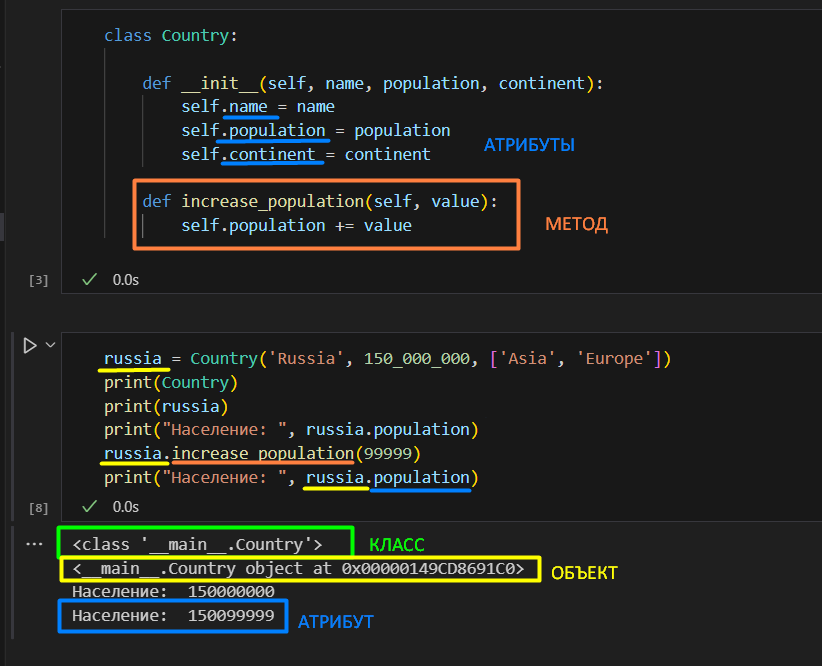 class Country:
def __init__(self, name, population, continent):
self.name = name
self.population = population
self.continent = continent
АТРИБУТЫ
def increase_population(self, value):
self.population += value
МЕТОД
[3] ✓ 0.0s
russia = Country('Russia', 150_000_000, ['Asia', 'Europe'])
print(Country)
print(russia)
print("Население: ", russia.population)
russia.increase_population(99999)
print("Население: ", russia.population)
[8] ✓ 0.0s
... <class '__main__.Country'> КЛАСС
<__main__.Country object at 0x00000149CD8691C0> ОБЪЕКТ
Население:  150000000
Население:  150099999 АТРИБУТ